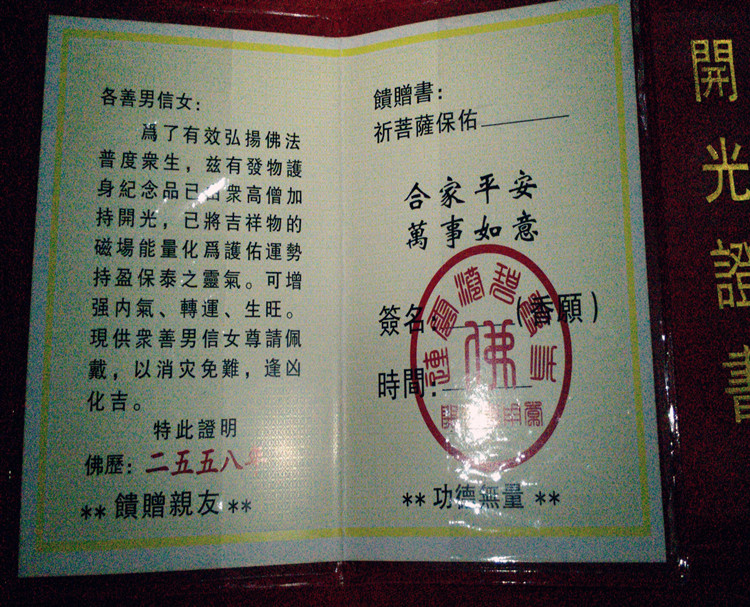 各善男信女：
爲了有效弘揚佛法
普度衆生，兹有發物護
身紀念品已由衆高僧加
持開光，已將吉祥物的
磁場能量化爲護佑運勢
持盈保泰之靈氣。可增
强内氣、轉運、生旺。
現供衆善男信女尊請佩
戴，以消灾免難，逢凶
化吉。
特此證明
佛歷：二五五八年
**饋贈親友**
饋贈書：
祈菩薩保佑
合家平安
萬事如意
簽名： （香願）
時間：
佛
**功德無量**
開光證書